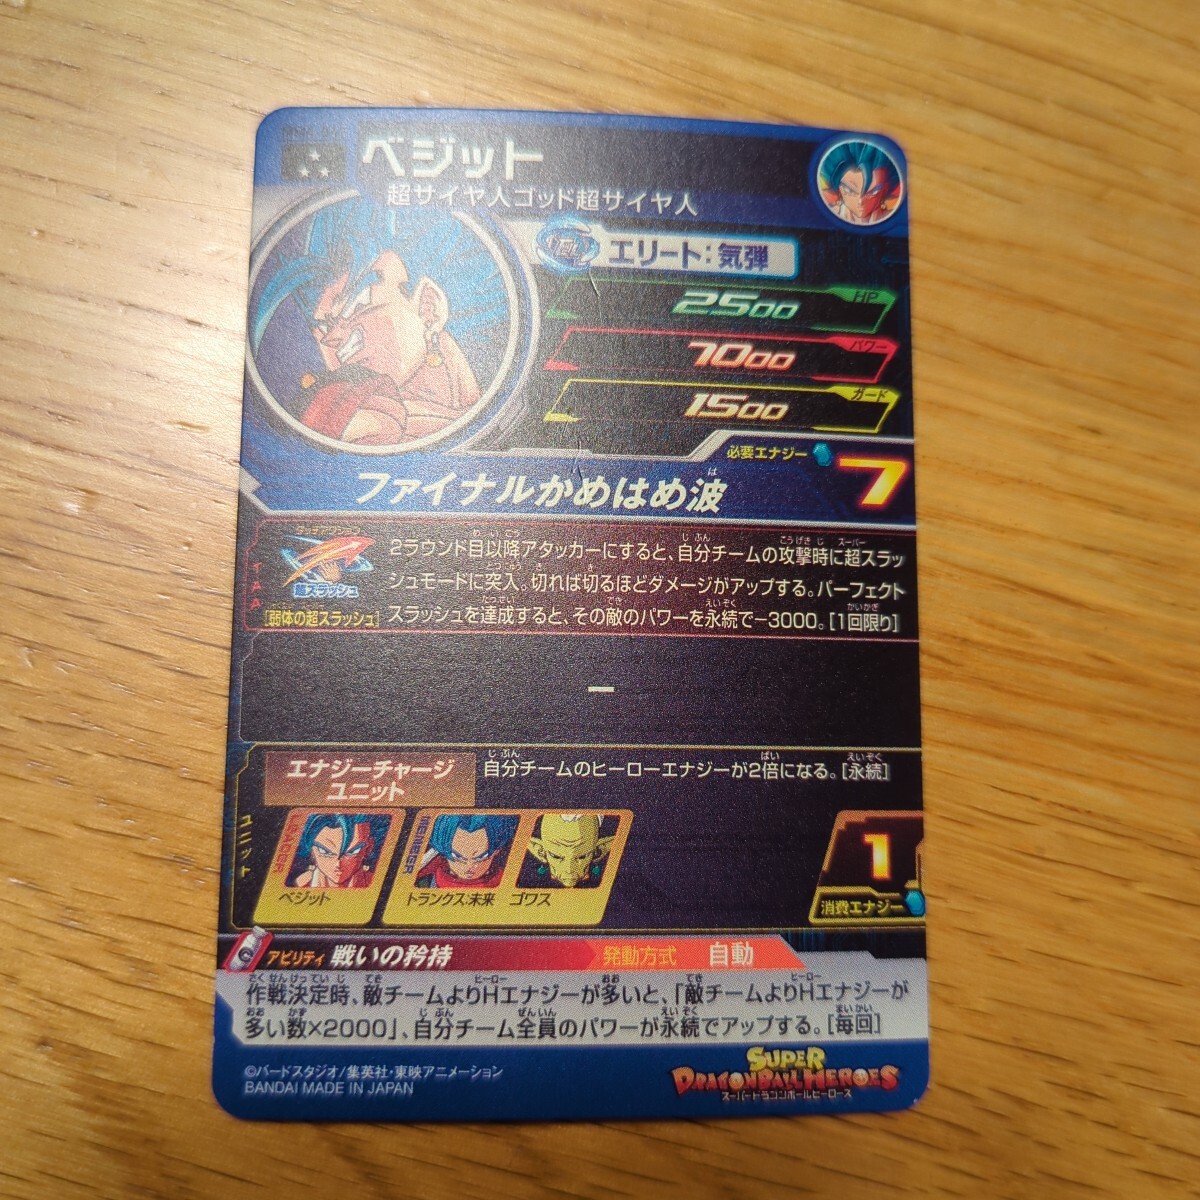 ベジット
超サイヤ人ゴッド超サイヤ人
エリート:気弾
2500 HP
7000 パワー
1500 ガード
必要エナジー 7
ファイナルかめはめ波
超スラッシュ
[弱体の超スラッシュ]
2ラウンド目以降アタッカーにすると、自分チームの攻撃時に超スラッ
シュモードに突入。切れば切るほどダメージがアップする。パーフェクト
スラッシュを達成すると、その敵のパワーを永続で-3000。[1回限り]
ー
ユニット
エナジーチャージ
ユニット
自分チームのヒーローエナジーが2倍になる。[永続]
ベジット
トランクス:未来
ゴワス
1
消費エナジー
アビリティ 戦いの矜持 発動方式 自動
作戦決定時、敵チームよりHエナジーが多いと、「敵チームよりHエナジーが
多い数×2000」、自分チーム全員のパワーが永続でアップする。[毎回]
©バードスタジオ/集英社・東映アニメーション
BANDAI MADE IN JAPAN
SUPER
DRAGONBALL HEROES
スーパードラゴンボールヒーローズ